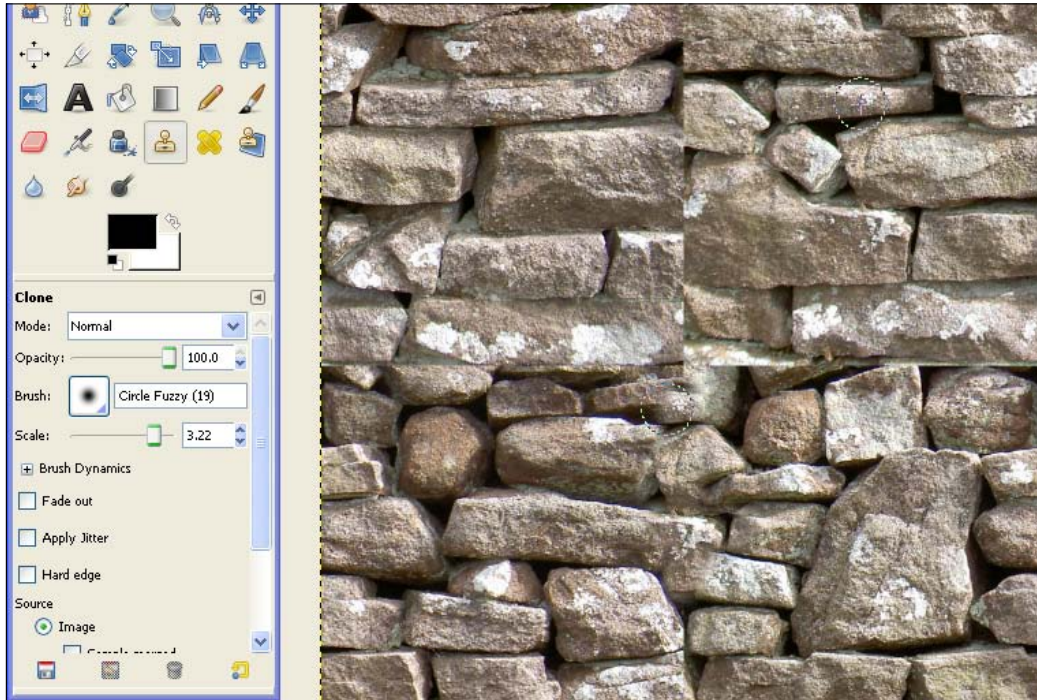 Clone
Mode: Normal
Opacity: 100.0
Brush: Circle Fuzzy (19)
Scale: 3.22
Brush Dynamics
Fade out
Apply Jitter
Hard edge
Source
Image